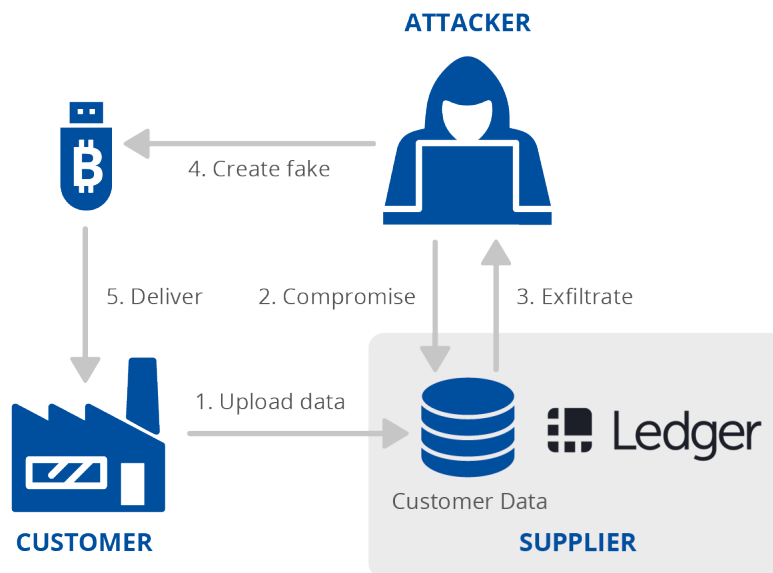 ATTACKER
4. Create fake
5. Deliver
2. Compromise
3. Exfiltrate
1. Upload data
Ledger
Customer Data
CUSTOMER
SUPPLIER